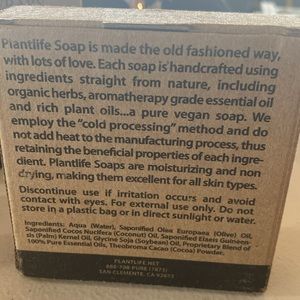 Plantlife Soap is made the old fashioned way,
with lots of love. Each soap is handcrafted using
ingredients straight from nature, including
organic herbs, aromatherapy grade essential oil
and rich plant oils...a pure vegan soap. We
employ the "cold processing" method and do
not add heat to the manufacturing process, thus
retaining the beneficial properties of each ingre-
dient. Plantlife Soaps are moisturizing and non
drying, making them excellent for all skin types.
Discontinue use if irritation occurs and avoid
contact with eyes. For external use only. Do not
store in a plastic bag or in direct sunlight or water.
Ingredients: Aqua (Water), Saponified Olea Europaea (Olive) Oil,
Saponified Cocos Nucifera (Coconut) Oil, Saponified Elaeis Guineen-
sis (Palm) Kernel Oil, Glycine Soja (Soybean) Oil, Proprietary Blend of
100% Pure Essential Oils, Theobroma Cacao (Cocoa) Powder.
PLANTLIFE.NET
888-708-PURE (7873)
SAN CLEMENTE, CA 92673